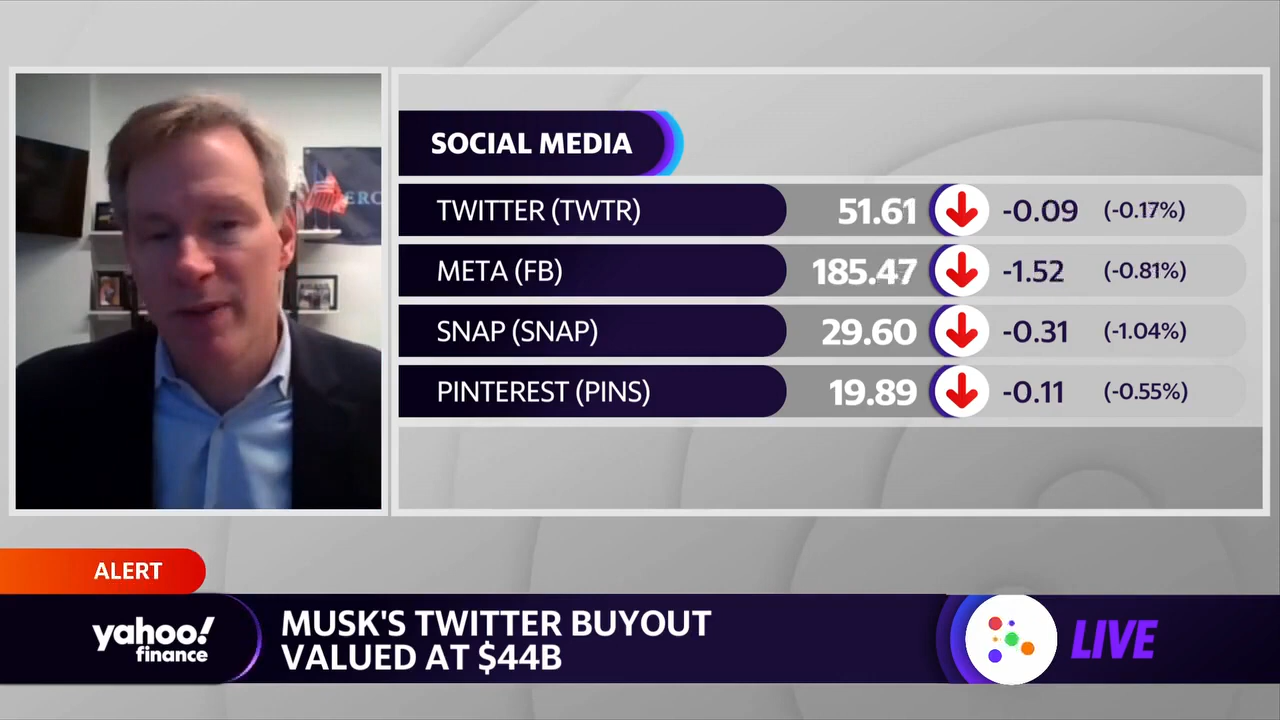 SOCIAL MEDIA
TWITTER (TWTR) 51.61 -0.09 (-0.17%)
META (FB) 185.47 -1.52 (-0.81%)
SNAP (SNAP) 29.60 -0.31 (-1.04%)
PINTEREST (PINS) 19.89 -0.11 (-0.55%)
ALERT
yahoo!
finance
MUSK'S TWITTER BUYOUT
VALUED AT $44B
LIVE